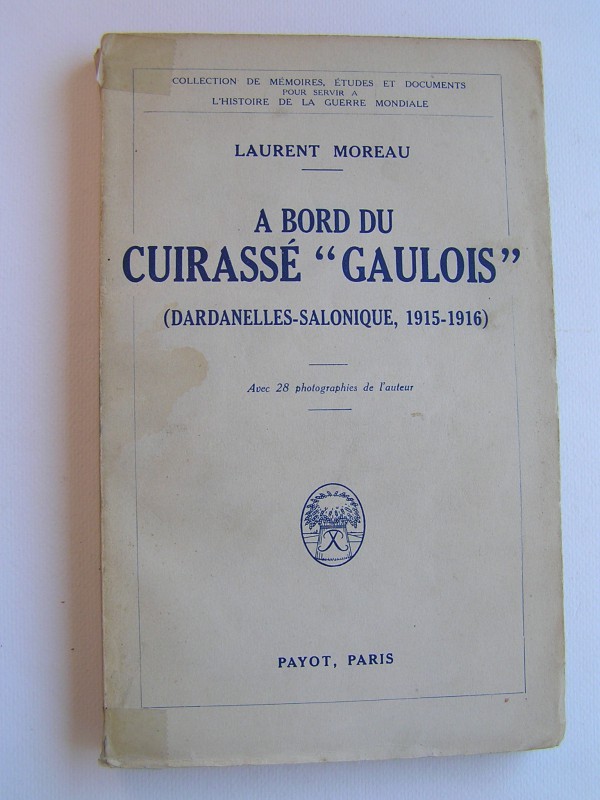 COLLECTION DE MÉMOIRES, ÉTUDES ET DOCUMENTS
POUR SERVIR A
L'HISTOIRE DE LA GUERRE MONDIALE
LAURENT MOREAU
A BORD DU
CUIRASSÉ "GAULOIS"
(DARDANELLES-SALONIQUE, 1915-1916)
Avec 28 photographies de l'auteur
PAYOT, PARIS